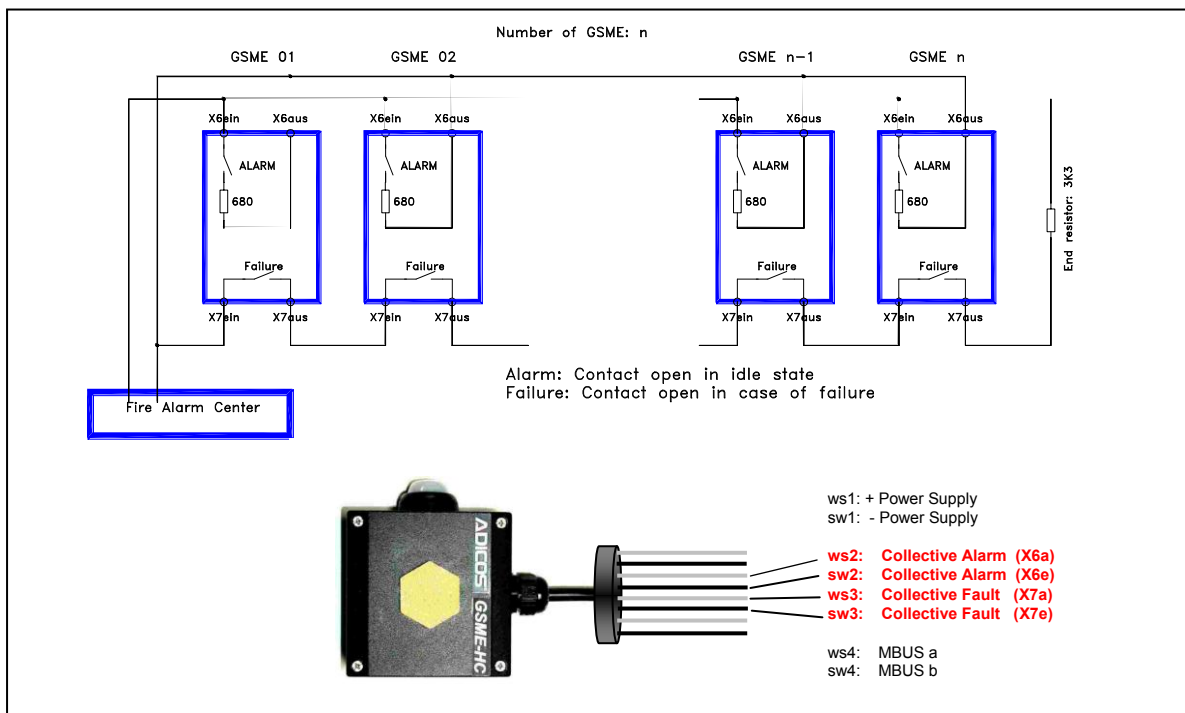 Number of GSME: n
GSME 01 GSME 02 GSME n-1 GSME n
X6ein X6aus X6ein X6aus X6ein X6aus X6ein X6aus
ALARM ALARM ALARM ALARM
680 680 680 680
End resistor: 3K3
Failure Failure Failure Failure
X7ein X7aus X7ein X7aus X7ein X7aus X7ein X7aus
Alarm: Contact open in idle state
Failure: Contact open in case of failure
Fire Alarm Center
ADICOS GSME-HC
ws1: + Power Supply
sw1: - Power Supply
ws2: Collective Alarm (X6a)
sw2: Collective Alarm (X6e)
ws3: Collective Fault (X7a)
sw3: Collective Fault (X7e)
ws4: MBUS a
sw4: MBUS b